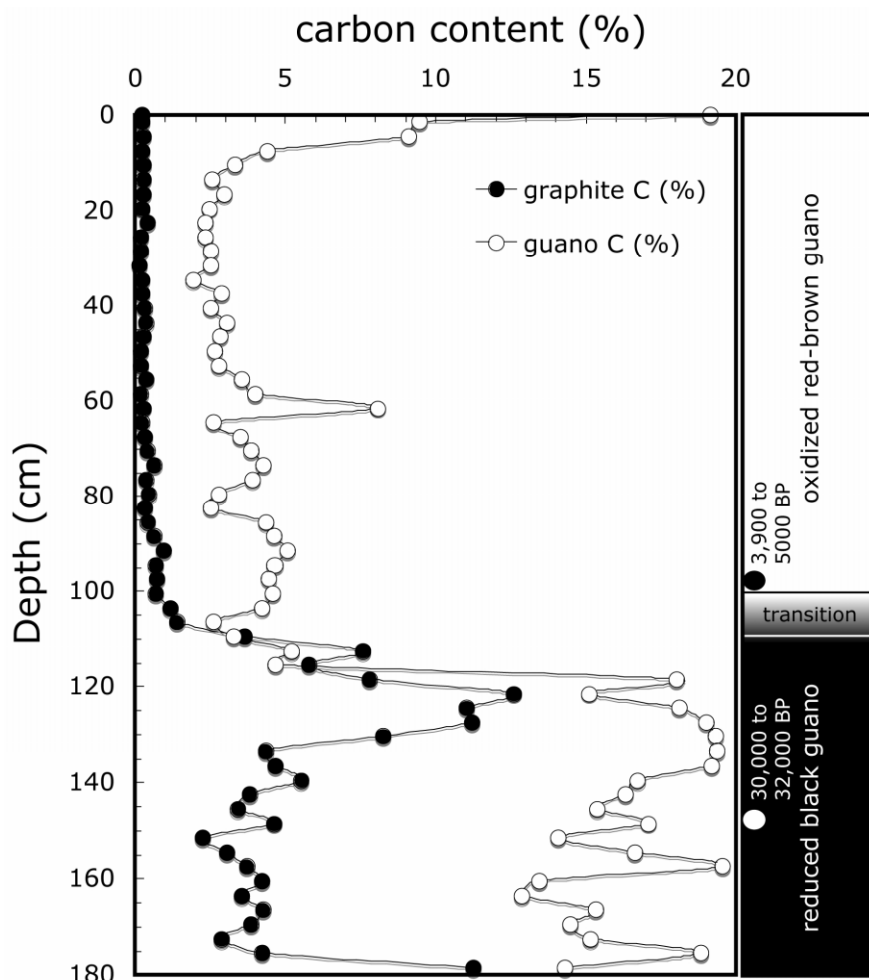 carbon content (%)
0 5 10 15 20
0
20
40
60
80
100
120
140
160
180
Depth (cm)
graphite C (%)
guano C (%)
oxidized red-brown guano
3,900 to
5000 BP
transition
30,000 to
32,000 BP
reduced black guano